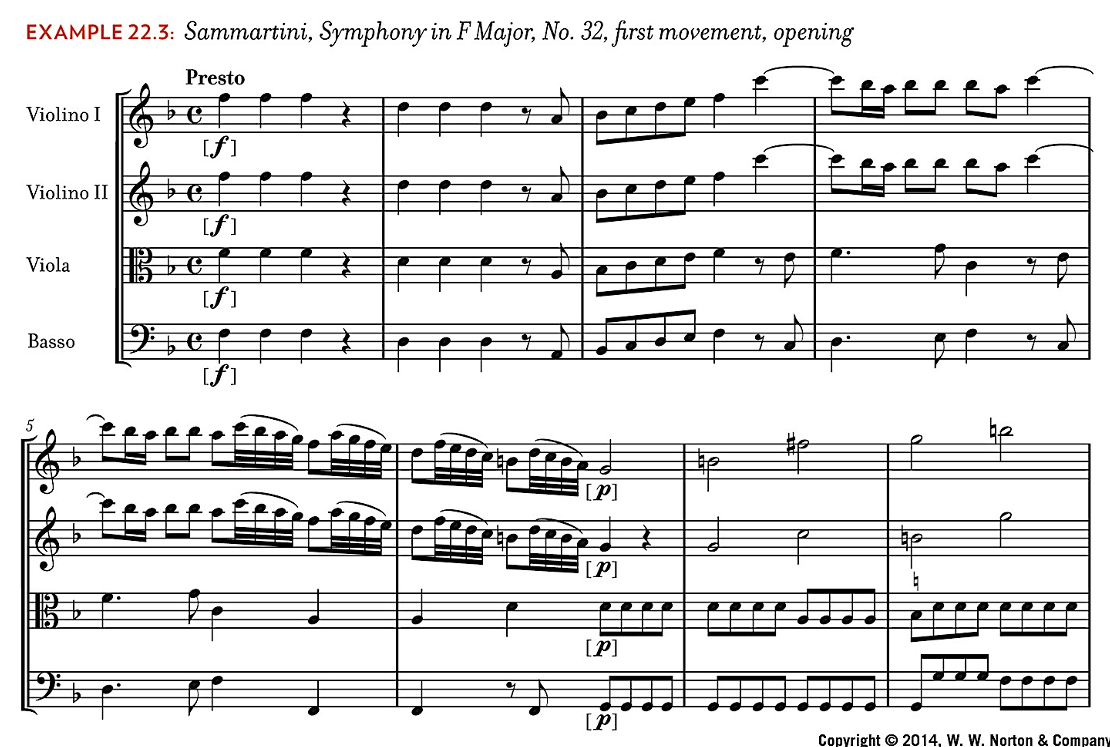 EXAMPLE 22.3: Sammartini, Symphony in F Major, No. 32, first movement, opening
Presto
Violino I
[f]
Violino II
[f]
Viola
[f]
Basso
[f]
5
[p]
[p]
[p]
[p]
Copyright © 2014, W. W. Norton & Company